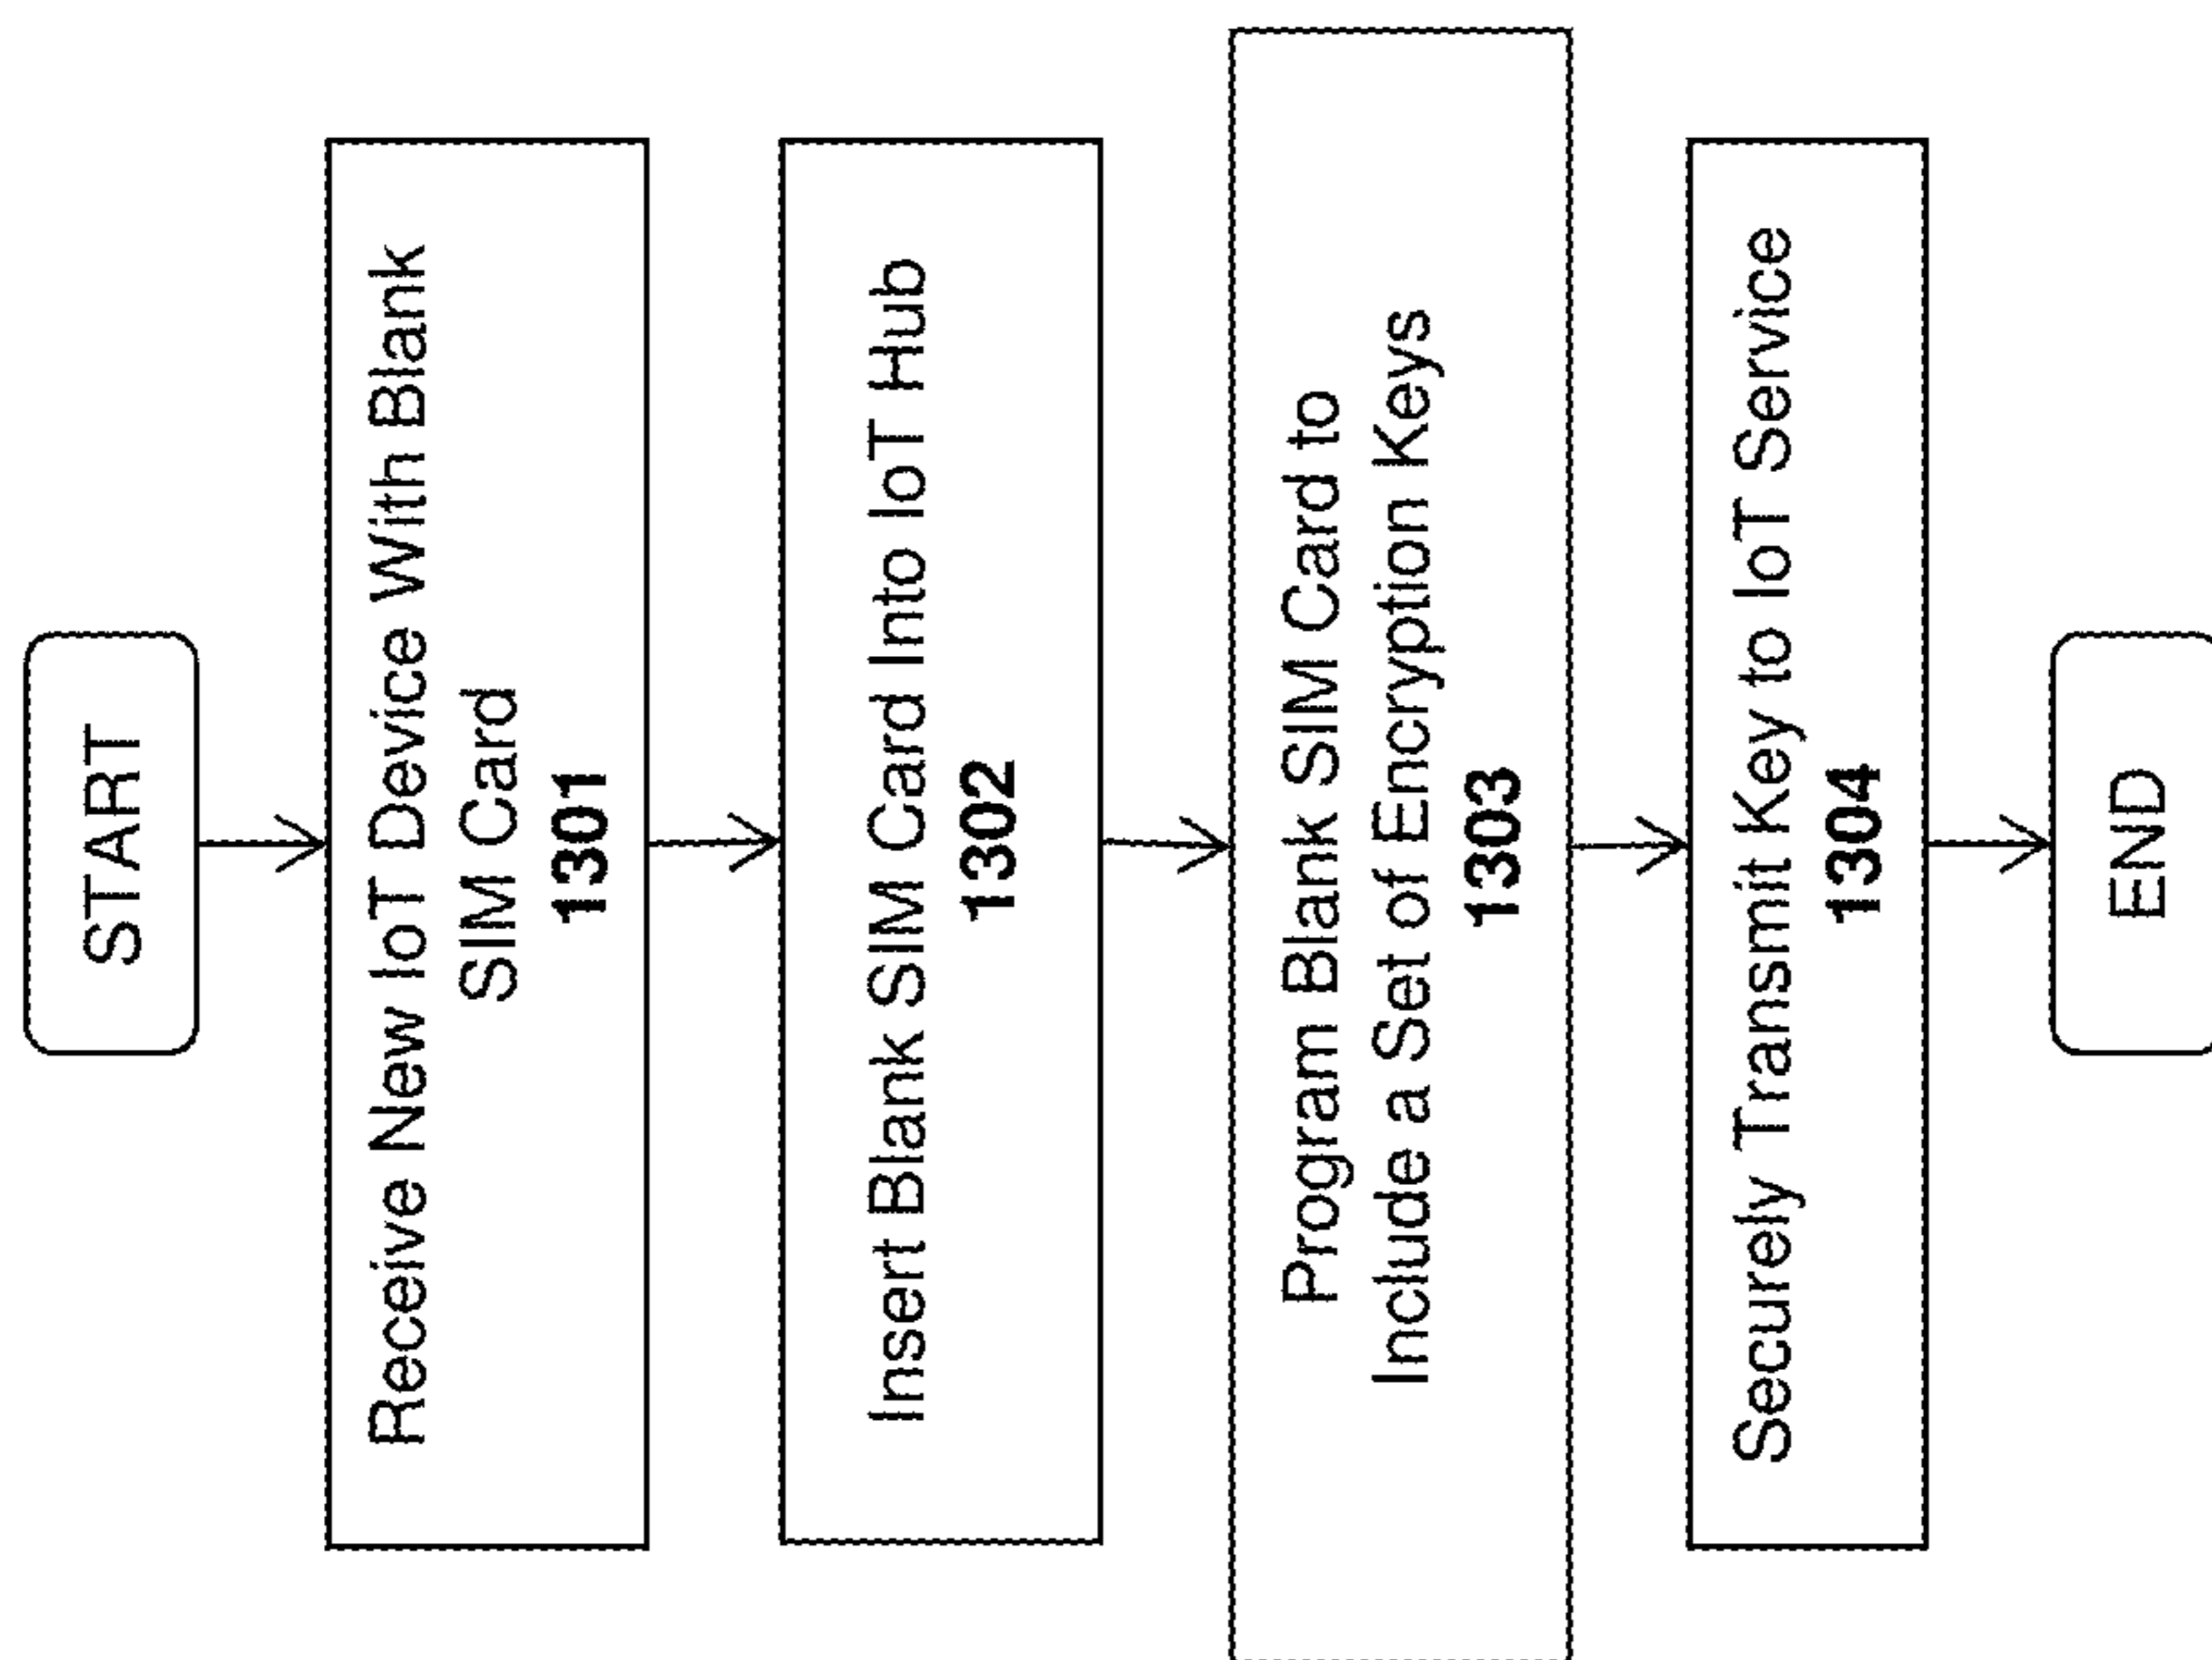 START
Receive New IoT Device With Blank
SIM Card
1301
Insert Blank SIM Card Into IoT Hub
1302
Program Blank SIM Card to
Include a Set of Encryption Keys
1303
Securely Transmit Key to IoT Service
1304
END